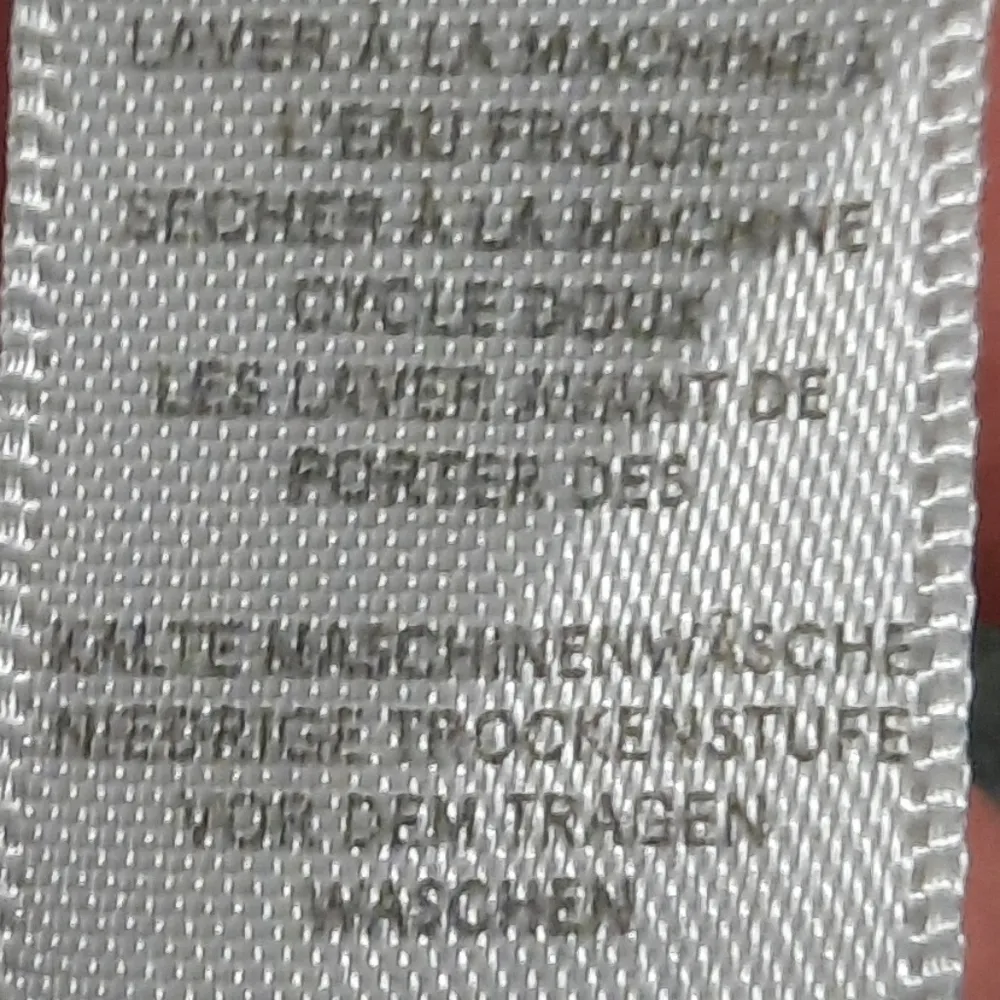 LAVER À LA MACHINE À
L'EAU FROIDE
SÉCHER À LA MACHINE
CYCLE DOUX
LES LAVER AVANT DE
PORTER DES
KALTE MASCHINENWÄSCHE
NIEDRIGE TROCKENSTUFE
VOR DEM TRAGEN
WASCHEN